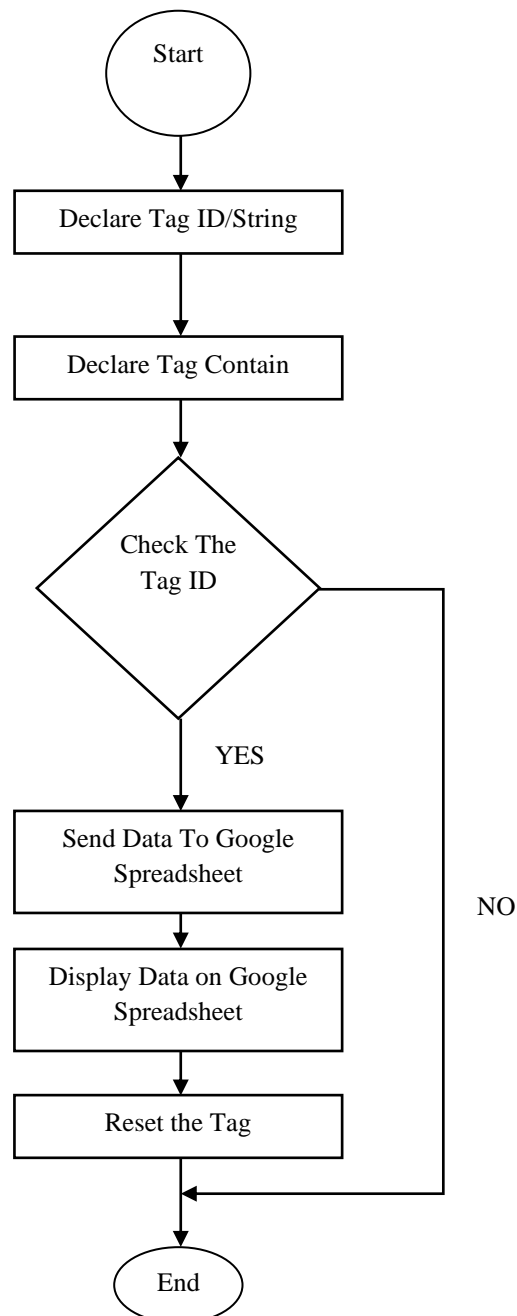 Start
Declare Tag ID/String
Declare Tag Contain
Check The
Tag ID
YES
Send Data To Google
Spreadsheet
NO
Display Data on Google
Spreadsheet
Reset the Tag
End